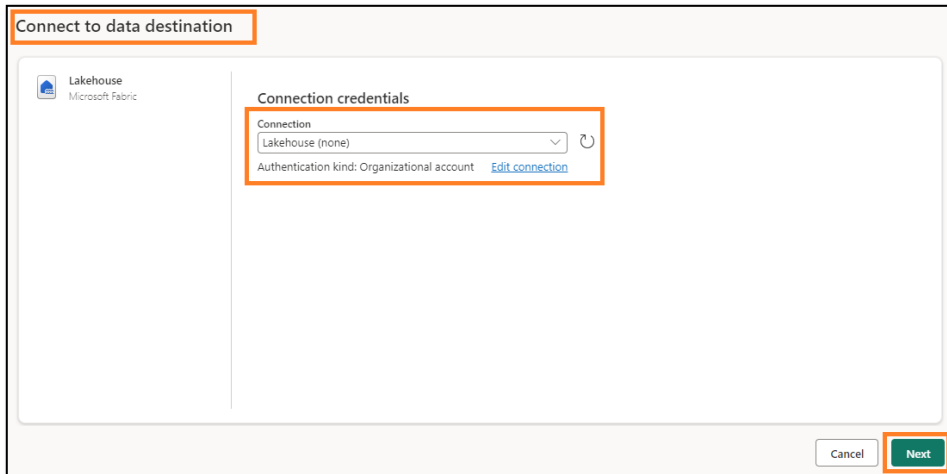 Connect to data destination
Lakehouse
Microsoft Fabric
Connection credentials
Connection
Lakehouse (none)
Authentication kind: Organizational account Edit connection
Cancel Next